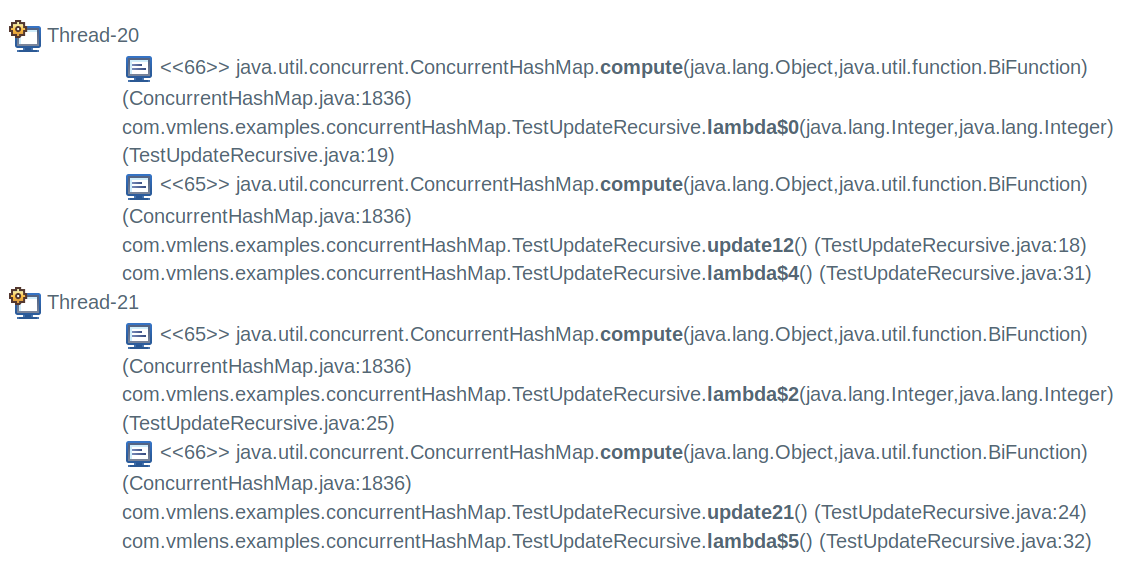 Thread-20
<<66>> java.util.concurrent.ConcurrentHashMap.compute(java.lang.Object,java.util.function.BiFunction)
(ConcurrentHashMap.java:1836)
com.vmlens.examples.concurrentHashMap.TestUpdateRecursive.lambda$0(java.lang.Integer,java.lang.Integer)
(TestUpdateRecursive.java:19)
<<65>> java.util.concurrent.ConcurrentHashMap.compute(java.lang.Object,java.util.function.BiFunction)
(ConcurrentHashMap.java:1836)
com.vmlens.examples.concurrentHashMap.TestUpdateRecursive.update12() (TestUpdateRecursive.java:18)
com.vmlens.examples.concurrentHashMap.TestUpdateRecursive.lambda$4() (TestUpdateRecursive.java:31)
Thread-21
<<65>> java.util.concurrent.ConcurrentHashMap.compute(java.lang.Object,java.util.function.BiFunction)
(ConcurrentHashMap.java:1836)
com.vmlens.examples.concurrentHashMap.TestUpdateRecursive.lambda$2(java.lang.Integer,java.lang.Integer)
(TestUpdateRecursive.java:25)
<<66>> java.util.concurrent.ConcurrentHashMap.compute(java.lang.Object,java.util.function.BiFunction)
(ConcurrentHashMap.java:1836)
com.vmlens.examples.concurrentHashMap.TestUpdateRecursive.update21() (TestUpdateRecursive.java:24)
com.vmlens.examples.concurrentHashMap.TestUpdateRecursive.lambda$5() (TestUpdateRecursive.java:32)